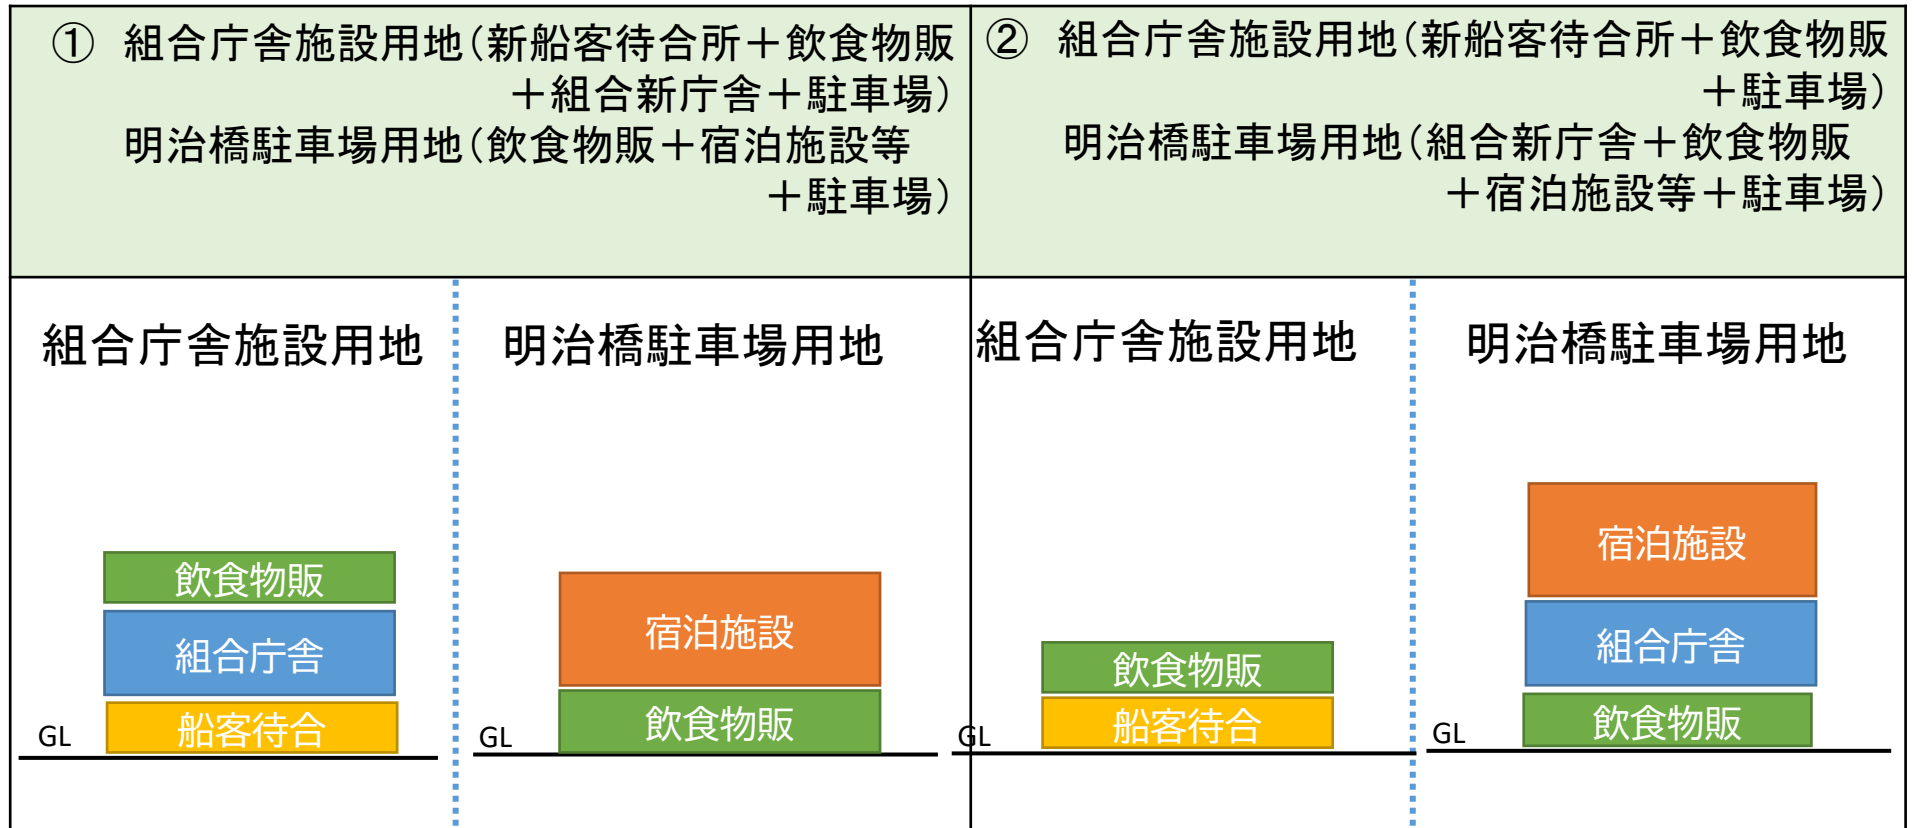 ① 組合庁舎施設用地(新船客待合所＋飲食物販
＋組合新庁舎＋駐車場)
明治橋駐車場用地(飲食物販＋宿泊施設等
＋駐車場)
② 組合庁舎施設用地(新船客待合所＋飲食物販
＋駐車場)
明治橋駐車場用地(組合新庁舎＋飲食物販
＋宿泊施設等＋駐車場)
組合庁舎施設用地
飲食物販
組合庁舎
船客待合
GL
明治橋駐車場用地
宿泊施設
飲食物販
GL
組合庁舎施設用地
飲食物販
船客待合
GL
明治橋駐車場用地
宿泊施設
組合庁舎
飲食物販
GL